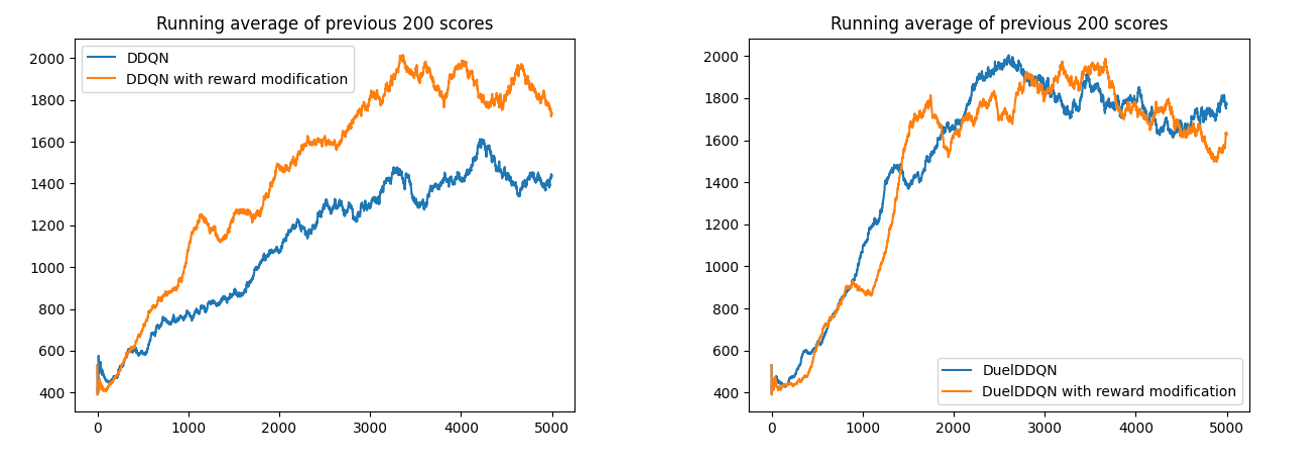 Running average of previous 200 scores
2000
1800
1600
1400
1200
1000
800
600
400
0 1000 2000 3000 4000 5000
DDQN
DDQN with reward modification
Running average of previous 200 scores
2000
1800
1600
1400
1200
1000
800
600
400
0 1000 2000 3000 4000 5000
DuelDDQN
DuelDDQN with reward modification